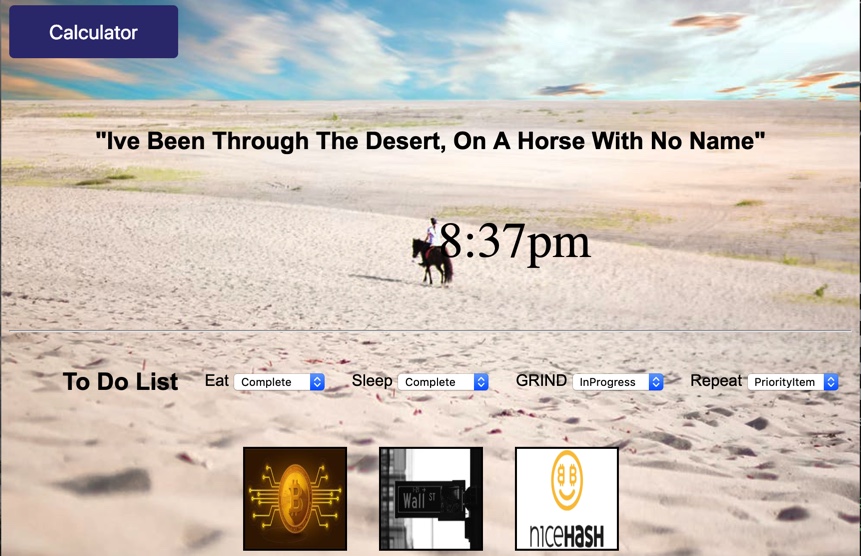 Calculator
"Ive Been Through The Desert, On A Horse With No Name"
8:37pm
To Do List Eat Complete Sleep Complete GRIND InProgress Repeat PriorityItem
Wall ST
niceHasH